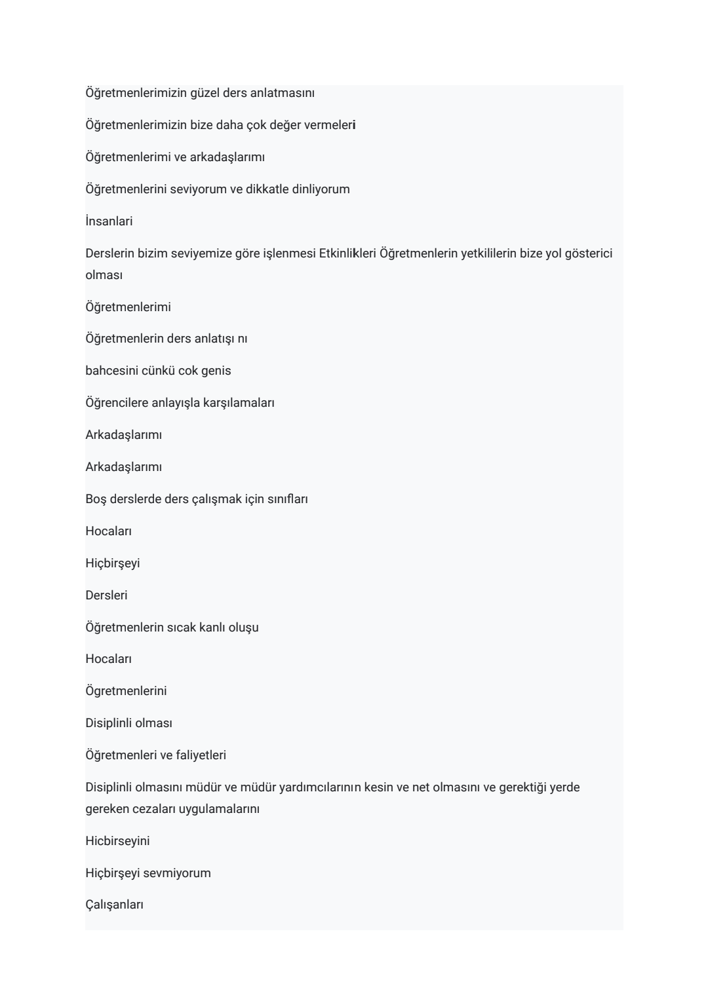 Öğretmenlerimizin güzel ders anlatmasını
Öğretmenlerimizin bize daha çok değer vermeleri
Öğretmenlerimi ve arkadaşlarımı
Öğretmenlerini seviyorum ve dikkatle dinliyorum
İnsanlari
Derslerin bizim seviyemize göre işlenmesi Etkinlikleri Öğretmenlerin yetkililerin bize yol gösterici
olması
Öğretmenlerimi
Öğretmenlerin ders anlatışı nı
bahcesini cünkü cok genis
Öğrencilere anlayışla karşılamaları
Arkadaşlarımı
Arkadaşlarımı
Boş derslerde ders çalışmak için sınıfları
Hocaları
Hiçbirşeyi
Dersleri
Öğretmenlerin sıcak kanlı oluşu
Hocaları
Ögretmenlerini
Disiplinli olması
Öğretmenleri ve faliyetleri
Disiplinli olmasını müdür ve müdür yardımcılarının kesin ve net olmasını ve gerektiği yerde
gereken cezaları uygulamalarını
Hicbirseyini
Hiçbirşeyi sevmiyorum
Çalışanları